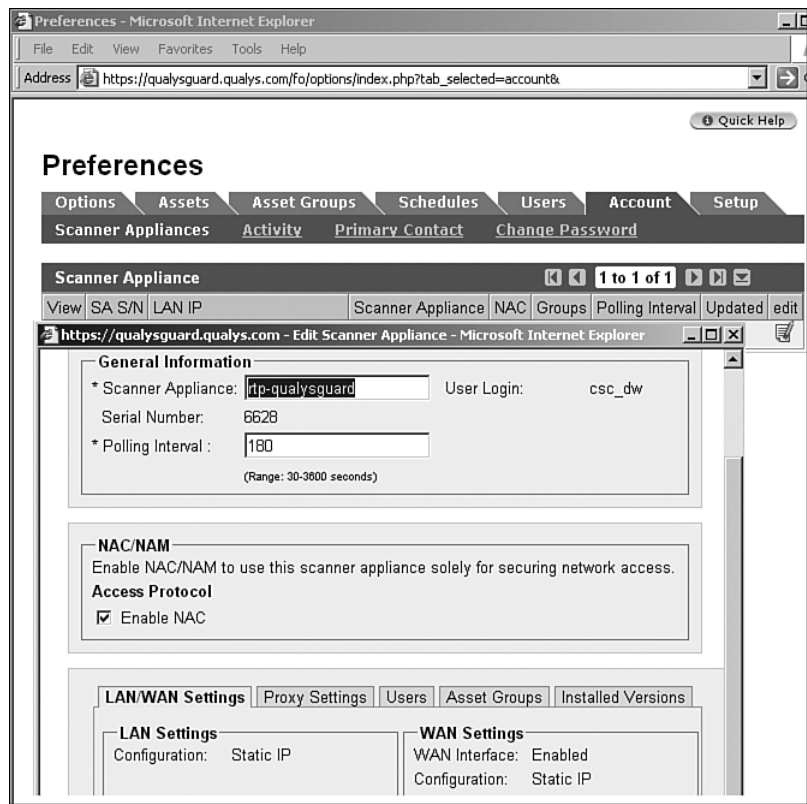 Preferences - Microsoft Internet Explorer
File Edit View Favorites Tools Help
Address https://qualysguard.qualys.com/fo/options/index.php?tab_selected=account&
Quick Help
Preferences
Options Assets Asset Groups Schedules Users Account Setup
Scanner Appliances Activity Primary Contact Change Password
Scanner Appliance 1 to 1 of 1
View SA S/N LAN IP Scanner Appliance NAC Groups Polling Interval Updated edit
https://qualysguard.qualys.com - Edit Scanner Appliance - Microsoft Internet Explorer
General Information
* Scanner Appliance: rtp-qualysguard User Login: csc_dw
Serial Number: 6628
* Polling Interval : 180
(Range: 30-3600 seconds)
NAC/NAM
Enable NAC/NAM to use this scanner appliance solely for securing network access.
Access Protocol
Enable NAC
LAN/WAN Settings Proxy Settings Users Asset Groups Installed Versions
LAN Settings WAN Settings
Configuration: Static IP WAN Interface: Enabled
Configuration: Static IP